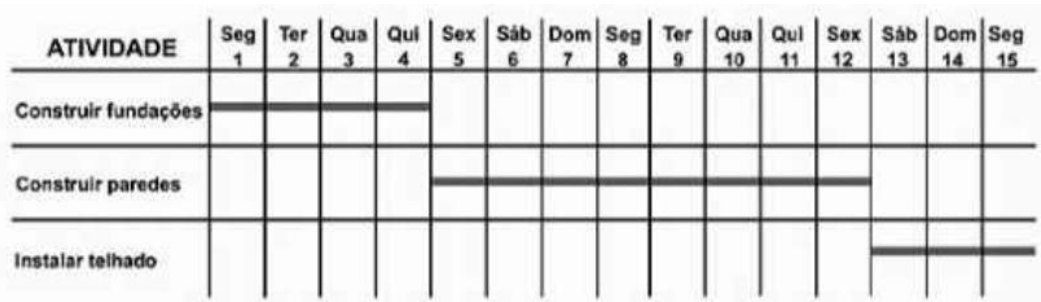 ATIVIDADE Seg Ter Qua Qui Sex Sáb Dom Seg Ter Qua Qui Sex Sáb Dom Seg
1 2 3 4 5 6 7 8 9 10 11 12 13 14 15
Construir fundações
Construir paredes
Instalar telhado